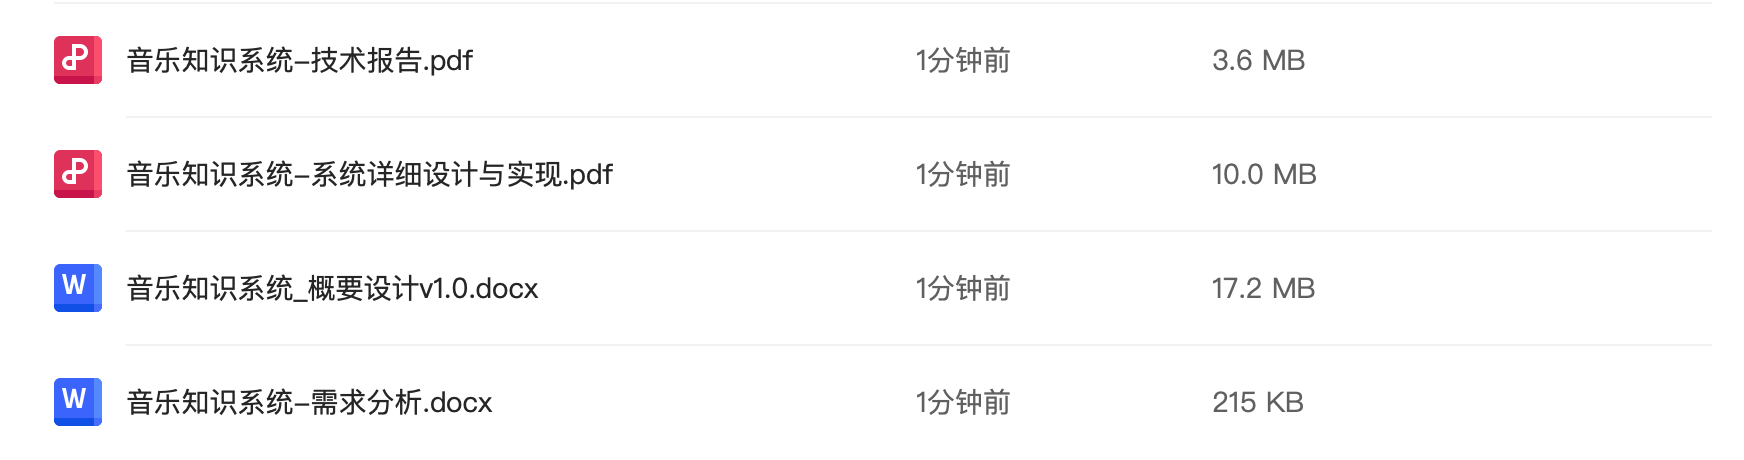 音乐知识系统-技术报告.pdf 1分钟前 3.6 MB
音乐知识系统-系统详细设计与实现.pdf 1分钟前 10.0 MB
W 音乐知识系统_概要设计v1.0.docx 1分钟前 17.2 MB
W 音乐知识系统-需求分析.docx 1分钟前 215 KB